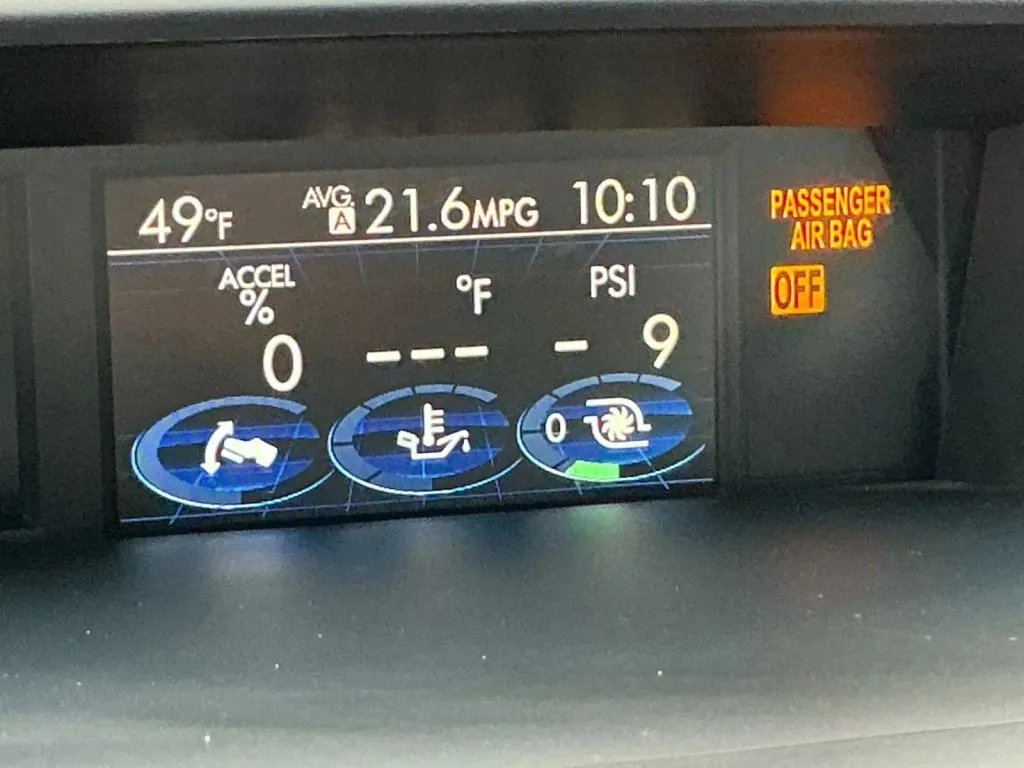 49°F AVG. A 21.6MPG 10:10
ACCEL % °F PSI
0 --- - 9
0
PASSENGER
AIR BAG
OFF